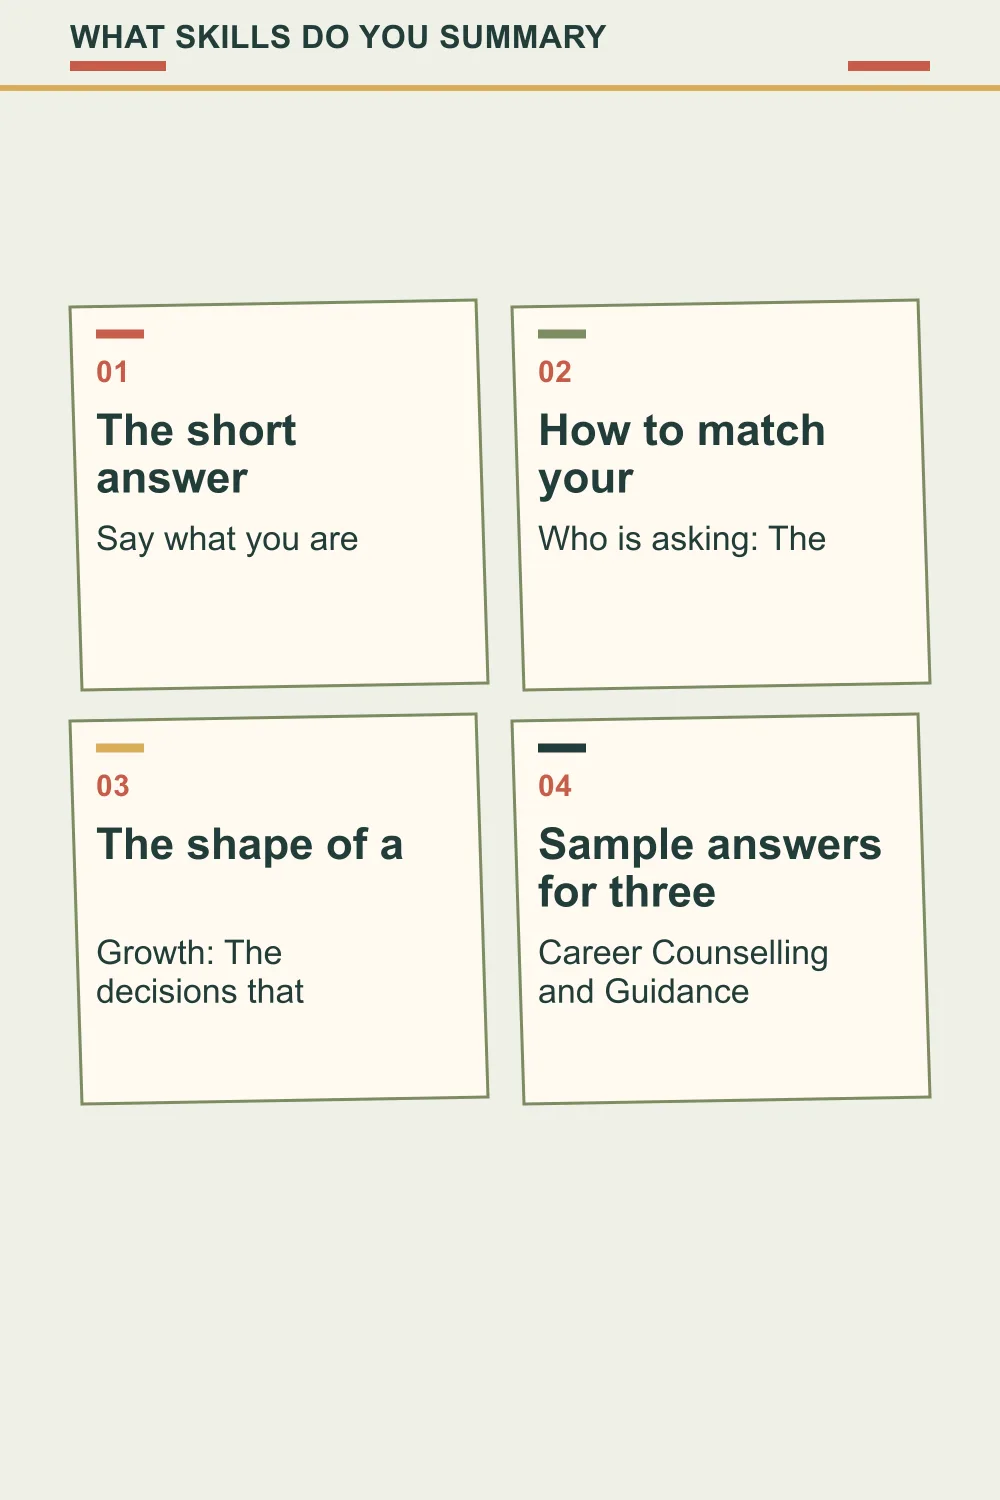 WHAT SKILLS DO YOU SUMMARY
01
The short
answer
Say what you are
02
How to match
your
Who is asking: The
03
The shape of a
Growth: The
decisions that
04
Sample answers
for three
Career Counselling
and Guidance